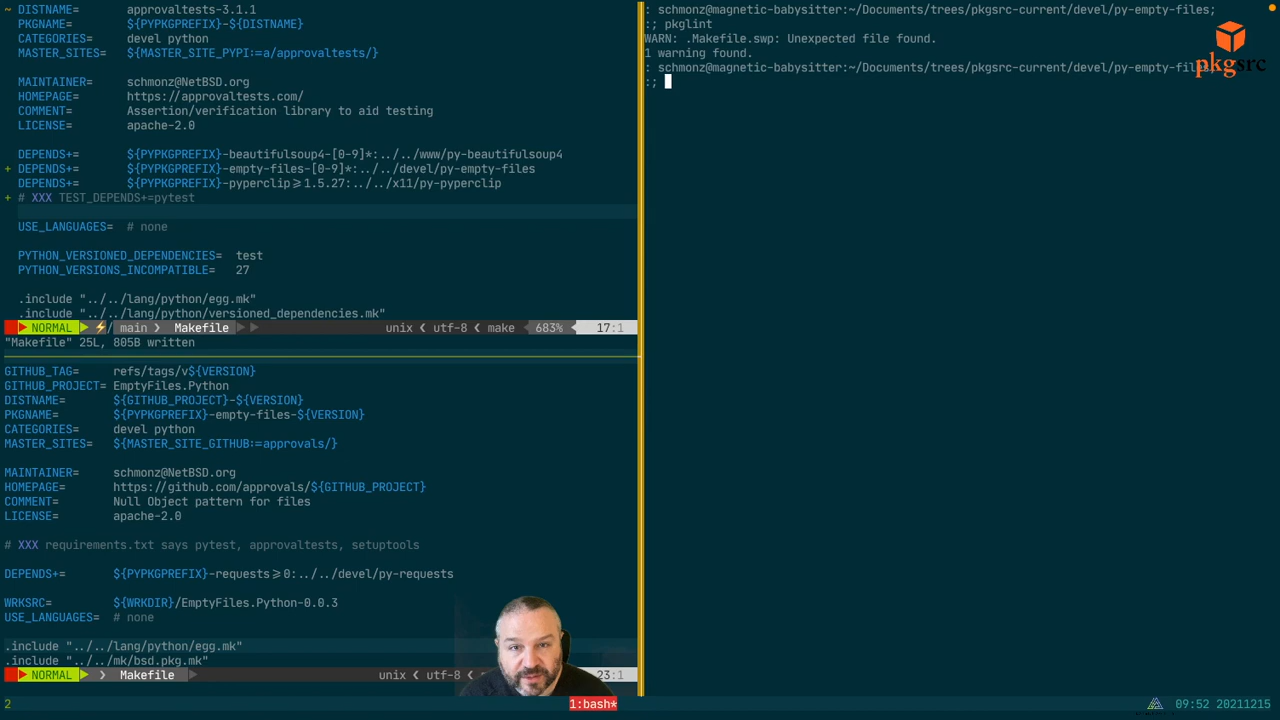 ~ DISTNAME= approvaltests-3.1.1
PKGNAME= ${PYPKGPREFIX}-${DISTNAME}
CATEGORIES= devel python
MASTER_SITES= ${MASTER_SITE_PYPI:=a/approvaltests/}
MAINTAINER= schmonz@NetBSD.org
HOMEPAGE= https://approvaltests.com/
COMMENT= Assertion/verification library to aid testing
LICENSE= apache-2.0
DEPENDS+= ${PYPKGPREFIX}-beautifulsoup4-[0-9]*:../../www/py-beautifulsoup4
+ DEPENDS+= ${PYPKGPREFIX}-empty-files-[0-9]*:../../devel/py-empty-files
DEPENDS+= ${PYPKGPREFIX}-pyperclip>=1.5.27:../../x11/py-pyperclip
+ # XXX TEST_DEPENDS+=pytest
USE_LANGUAGES= # none
PYTHON_VERSIONED_DEPENDENCIES= test
PYTHON_VERSIONS_INCOMPATIBLE= 27
.include "../../lang/python/egg.mk"
.include "../../lang/python/versioned_dependencies.mk"
NORMAL ⚡/ main ❯ Makefile unix ❮ utf-8 ❮ make 683% 17:1
"Makefile" 25L, 805B written
GITHUB_TAG= refs/tags/v${VERSION}
GITHUB_PROJECT= EmptyFiles.Python
DISTNAME= ${GITHUB_PROJECT}-${VERSION}
PKGNAME= ${PYPKGPREFIX}-empty-files-${VERSION}
CATEGORIES= devel python
MASTER_SITES= ${MASTER_SITE_GITHUB:=approvals/}
MAINTAINER= schmonz@NetBSD.org
HOMEPAGE= https://github.com/approvals/${GITHUB_PROJECT}
COMMENT= Null Object pattern for files
LICENSE= apache-2.0
# XXX requirements.txt says pytest, approvaltests, setuptools
DEPENDS+= ${PYPKGPREFIX}-requests>=0:../../devel/py-requests
WRKSRC= ${WRKDIR}/EmptyFiles.Python-0.0.3
USE_LANGUAGES= # none
.include "../../lang/python/egg.mk"
.include "../../mk/bsd.pkg.mk"
NORMAL ❯ Makefile unix ❮ utf-8 ❮ 23:1
: schmonz@magnetic-babysitter:~/Documents/trees/pkgsrc-current/devel/py-empty-files;
:; pkglint
WARN: .Makefile.swp: Unexpected file found.
1 warning found.
: schmonz@magnetic-babysitter:~/Documents/trees/pkgsrc-current/devel/py-empty-files;
:;
pkgsrc
2 1:bash* 09:52 20211215